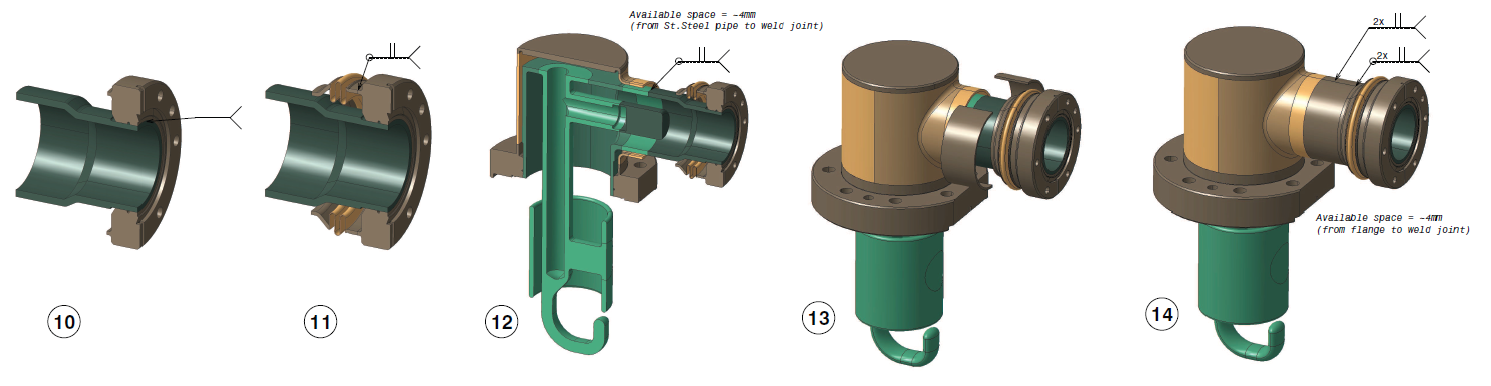 Available space = ~4mm
(from St.Steel pipe to weld joint)
2x
2x
Available space = ~4mm
(from flange to weld joint)
10
11
12
13
14